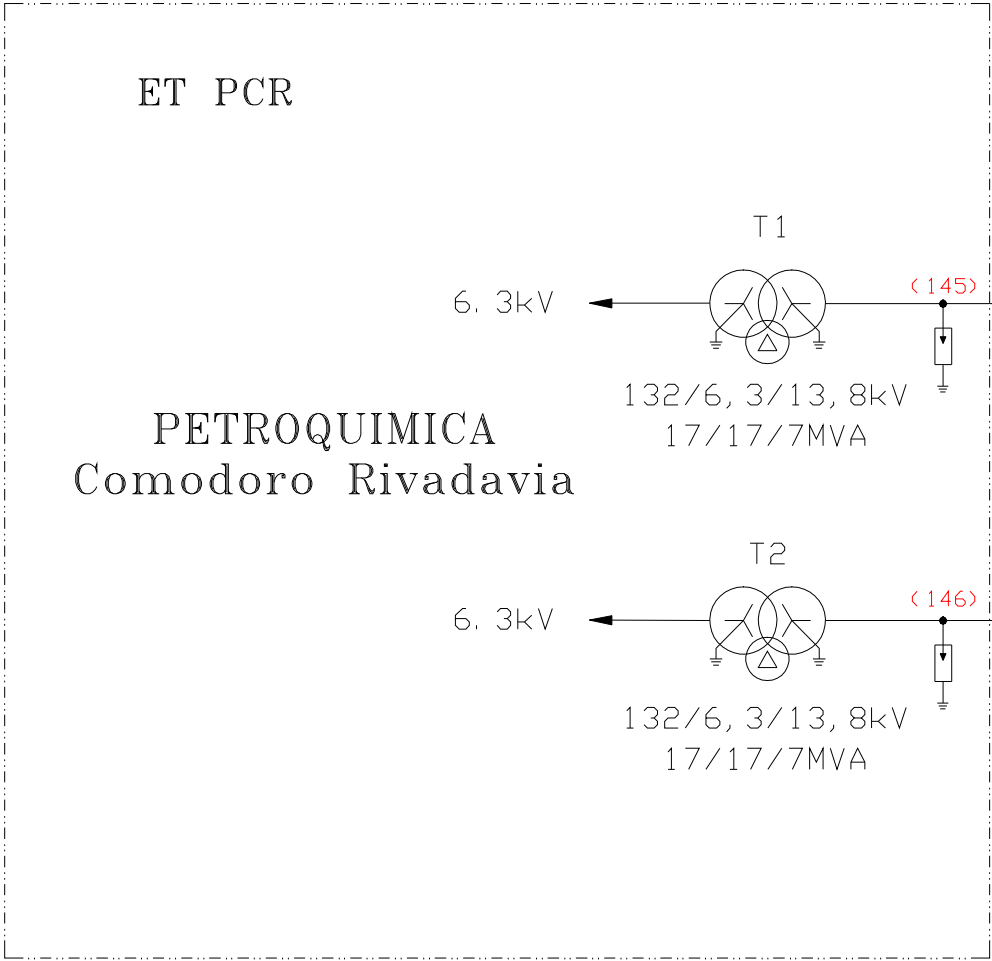 ET PCR
T1
6.3kV
(145)
132/6,3/13,8kV
17/17/7MVA
PETROQUIMICA
Comodoro Rivadavia
T2
6.3kV
(146)
132/6,3/13,8kV
17/17/7MVA